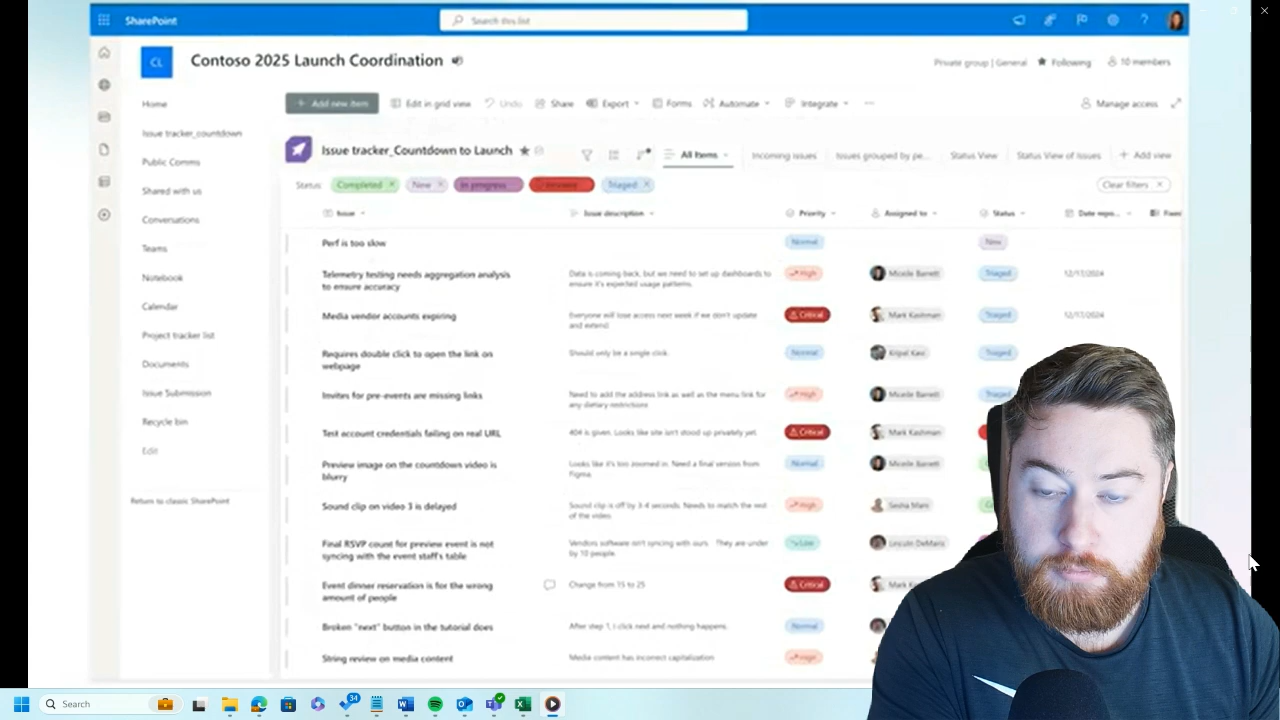 SharePoint
Search this list
CL
Contoso 2025 Launch Coordination
Private group | General
Following
10 members
Home
Issue tracker_countdown
Public Comms
Shared with us
Conversations
Teams
Notebook
Calendar
Project tracker list
Documents
Issue Submission
Recycle bin
Edit
Return to classic SharePoint
+ Add new item
Edit in grid view
Undo
Share
Export
Forms
Automate
Integrate
Manage access
Issue tracker_Countdown to Launch
All Items
Incoming issues
Issues grouped by pe...
Status View
Status View of Issues
+ Add view
Status:
Completed
New
In progress
Triaged
Clear filters
Issue
Issue description
Priority
Assigned to
Status
Date repo...
Perf is too slow
Normal
New
Telemetry testing needs aggregation analysis
to ensure accuracy
Data is coming back, but we need to set up dashboards to
ensure it's expected usage patterns.
High
Barrett
Triaged
12/17/2024
Media vendor accounts expiring
Everyone will lose access next week if we don't update
and extend
Critical
Mark Kashman
Triaged
12/17/2024
Requires double click to open the link on
webpage
Should only be a single click.
Normal
Triaged
Invites for pre-events are missing links
Need to add the address link as well as the menu link for
any dietary restrictions
High
Barrett
Triaged
Test account credentials failing on real URL
404 is given. Looks like site isn't stood up privately yet.
Critical
Mark Kashman
Preview image on the countdown video is
blurry
Looks like it's too zoomed in. Need a final version from
Figma.
Normal
Barrett
Sound clip on video 3 is delayed
Sound clip is off by 3-4 seconds. Needs to match the rest
of the video.
High
Sesha Mani
Final RSVP count for preview event is not
syncing with the event staff's table
Vendors software isn't syncing with ours. They are under
by 10 people.
Low
Lincoln DeMaris
Event dinner reservation is for the wrong
amount of people
Change from 15 to 25
Critical
Mark
Broken "next" button in the tutorial does
After step 1, I click next and nothing happens.
Normal
String review on media content
Media content has incorrect capitalization
High
Search
34